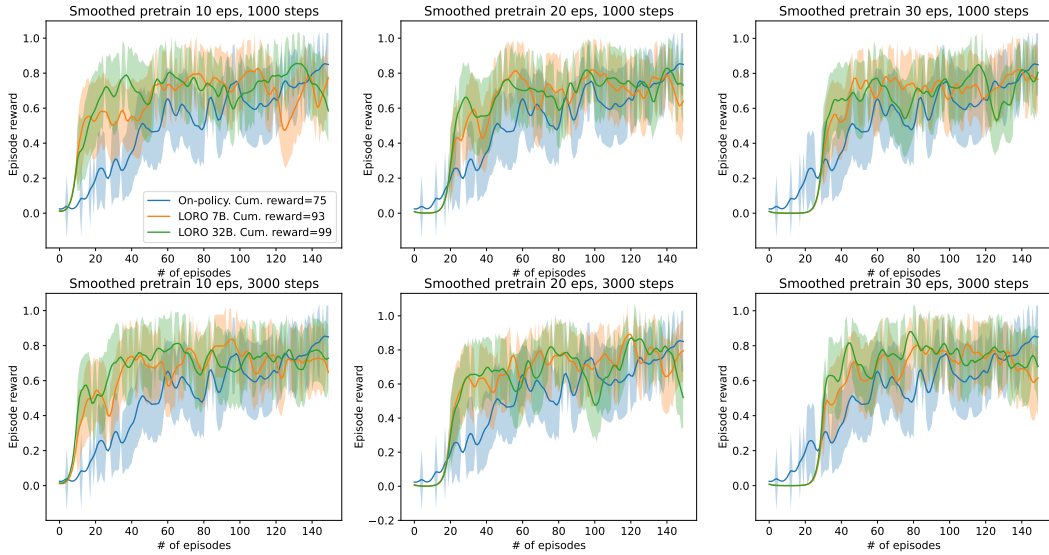 Smoothed pretrain 10 eps, 1000 steps
Smoothed pretrain 20 eps, 1000 steps
Smoothed pretrain 30 eps, 1000 steps
Episode reward
1.0
0.8
0.6
0.4
0.2
0.0
On-policy. Cum. reward=75
LORO 7B. Cum. reward=93
LORO 32B. Cum. reward=99
0 20 40 60 80 100 120 140
# of episodes
Episode reward
1.0
0.8
0.6
0.4
0.2
0.0
0 20 40 60 80 100 120 140
# of episodes
Episode reward
1.0
0.8
0.6
0.4
0.2
0.0
0 20 40 60 80 100 120 140
# of episodes
Smoothed pretrain 10 eps, 3000 steps
Smoothed pretrain 20 eps, 3000 steps
Smoothed pretrain 30 eps, 3000 steps
Episode reward
1.0
0.8
0.6
0.4
0.2
0.0
0 20 40 60 80 100 120 140
# of episodes
Episode reward
1.0
0.8
0.6
0.4
0.2
0.0
−0.2
0 20 40 60 80 100 120 140
# of episodes
Episode reward
1.0
0.8
0.6
0.4
0.2
0.0
0 20 40 60 80 100 120 140
# of episodes